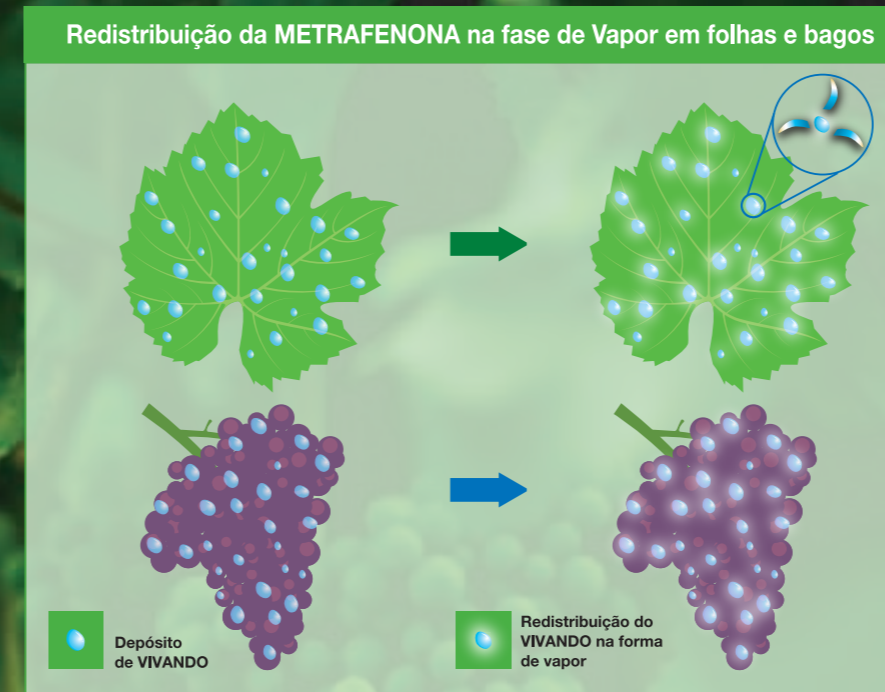 Redistribuição da METRAFENONA na fase de Vapor em folhas e bagos
Depósito
de VIVANDO
Redistribuição do
VIVANDO na forma
de vapor